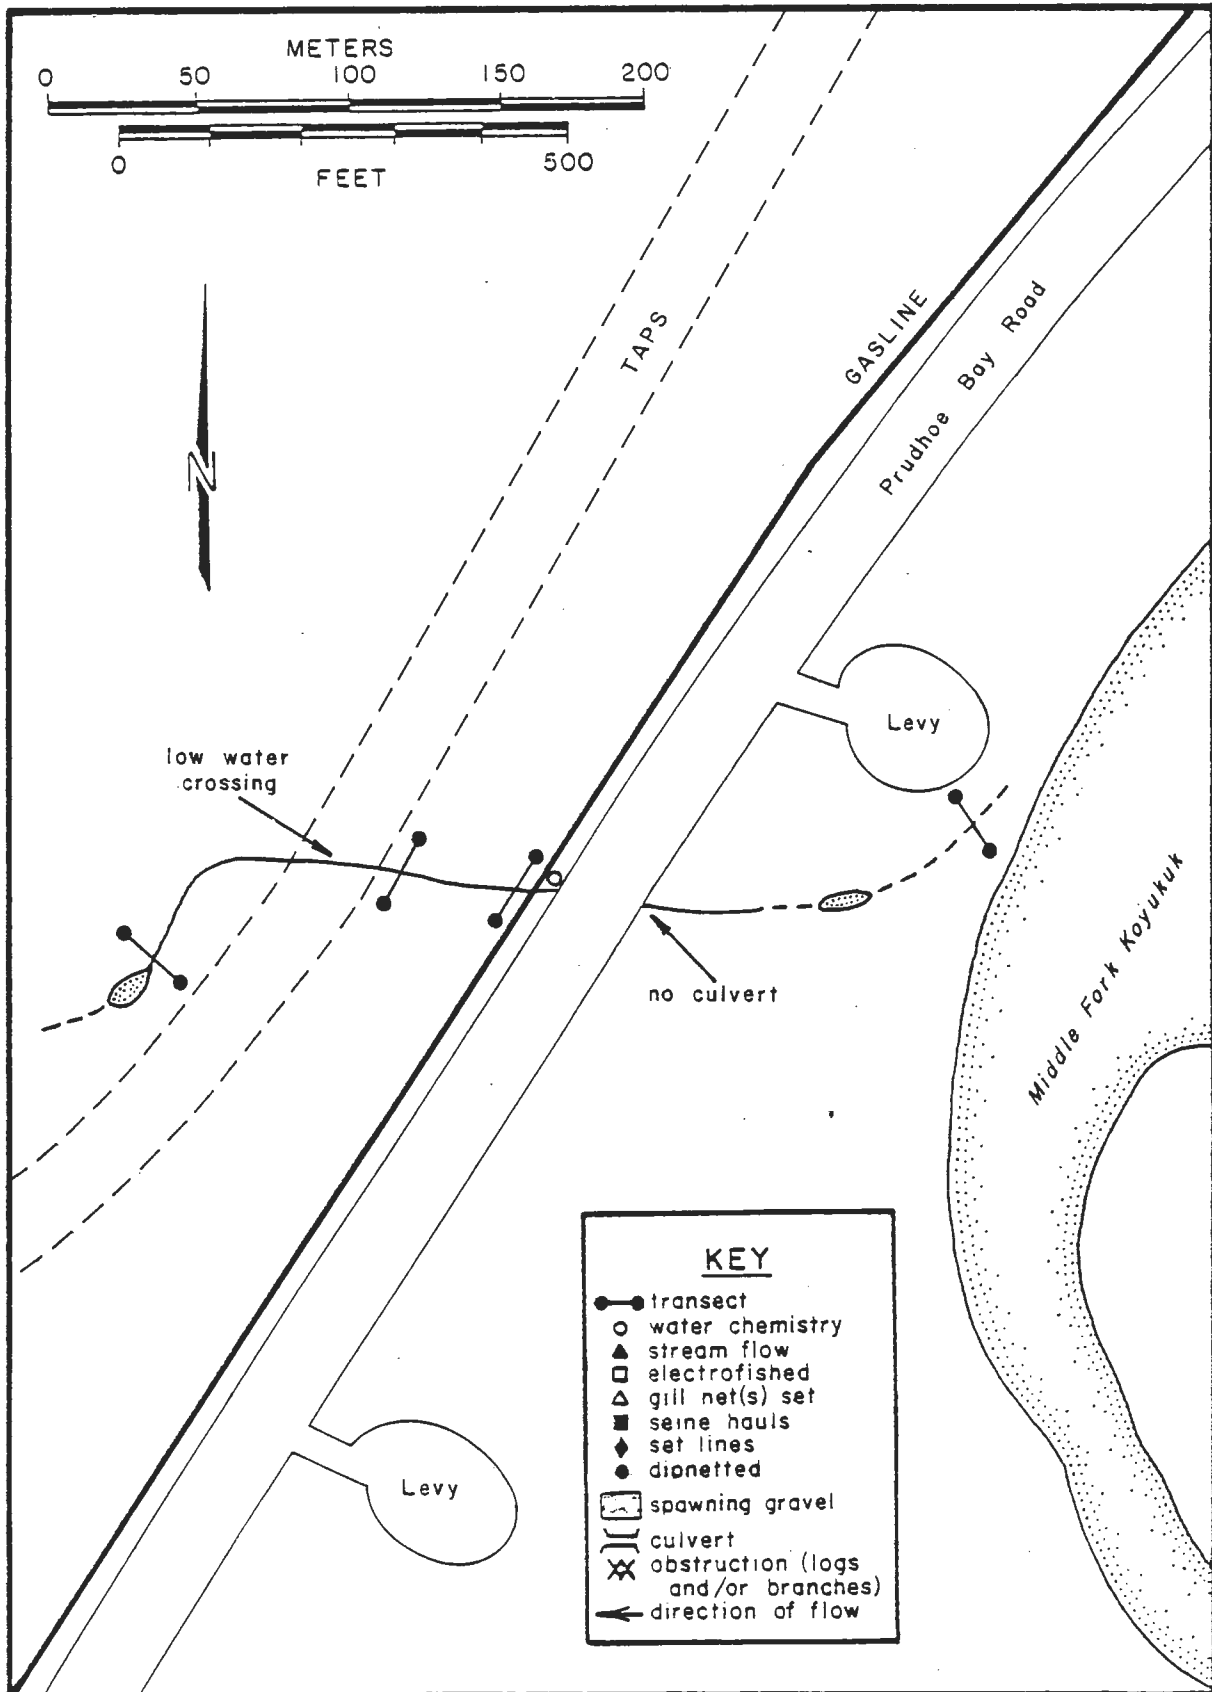 METERS
0 50 100 150 200
0 500
FEET
N
TAPS
GASLINE
Prudhoe Bay Road
Levy
low water
crossing
no culvert
Middle Fork Koyukuk
Levy
KEY
transect
water chemistry
stream flow
electrofished
gill net(s) set
seine hauls
set lines
dipnetted
spawning gravel
culvert
obstruction (logs
and/or branches)
direction of flow